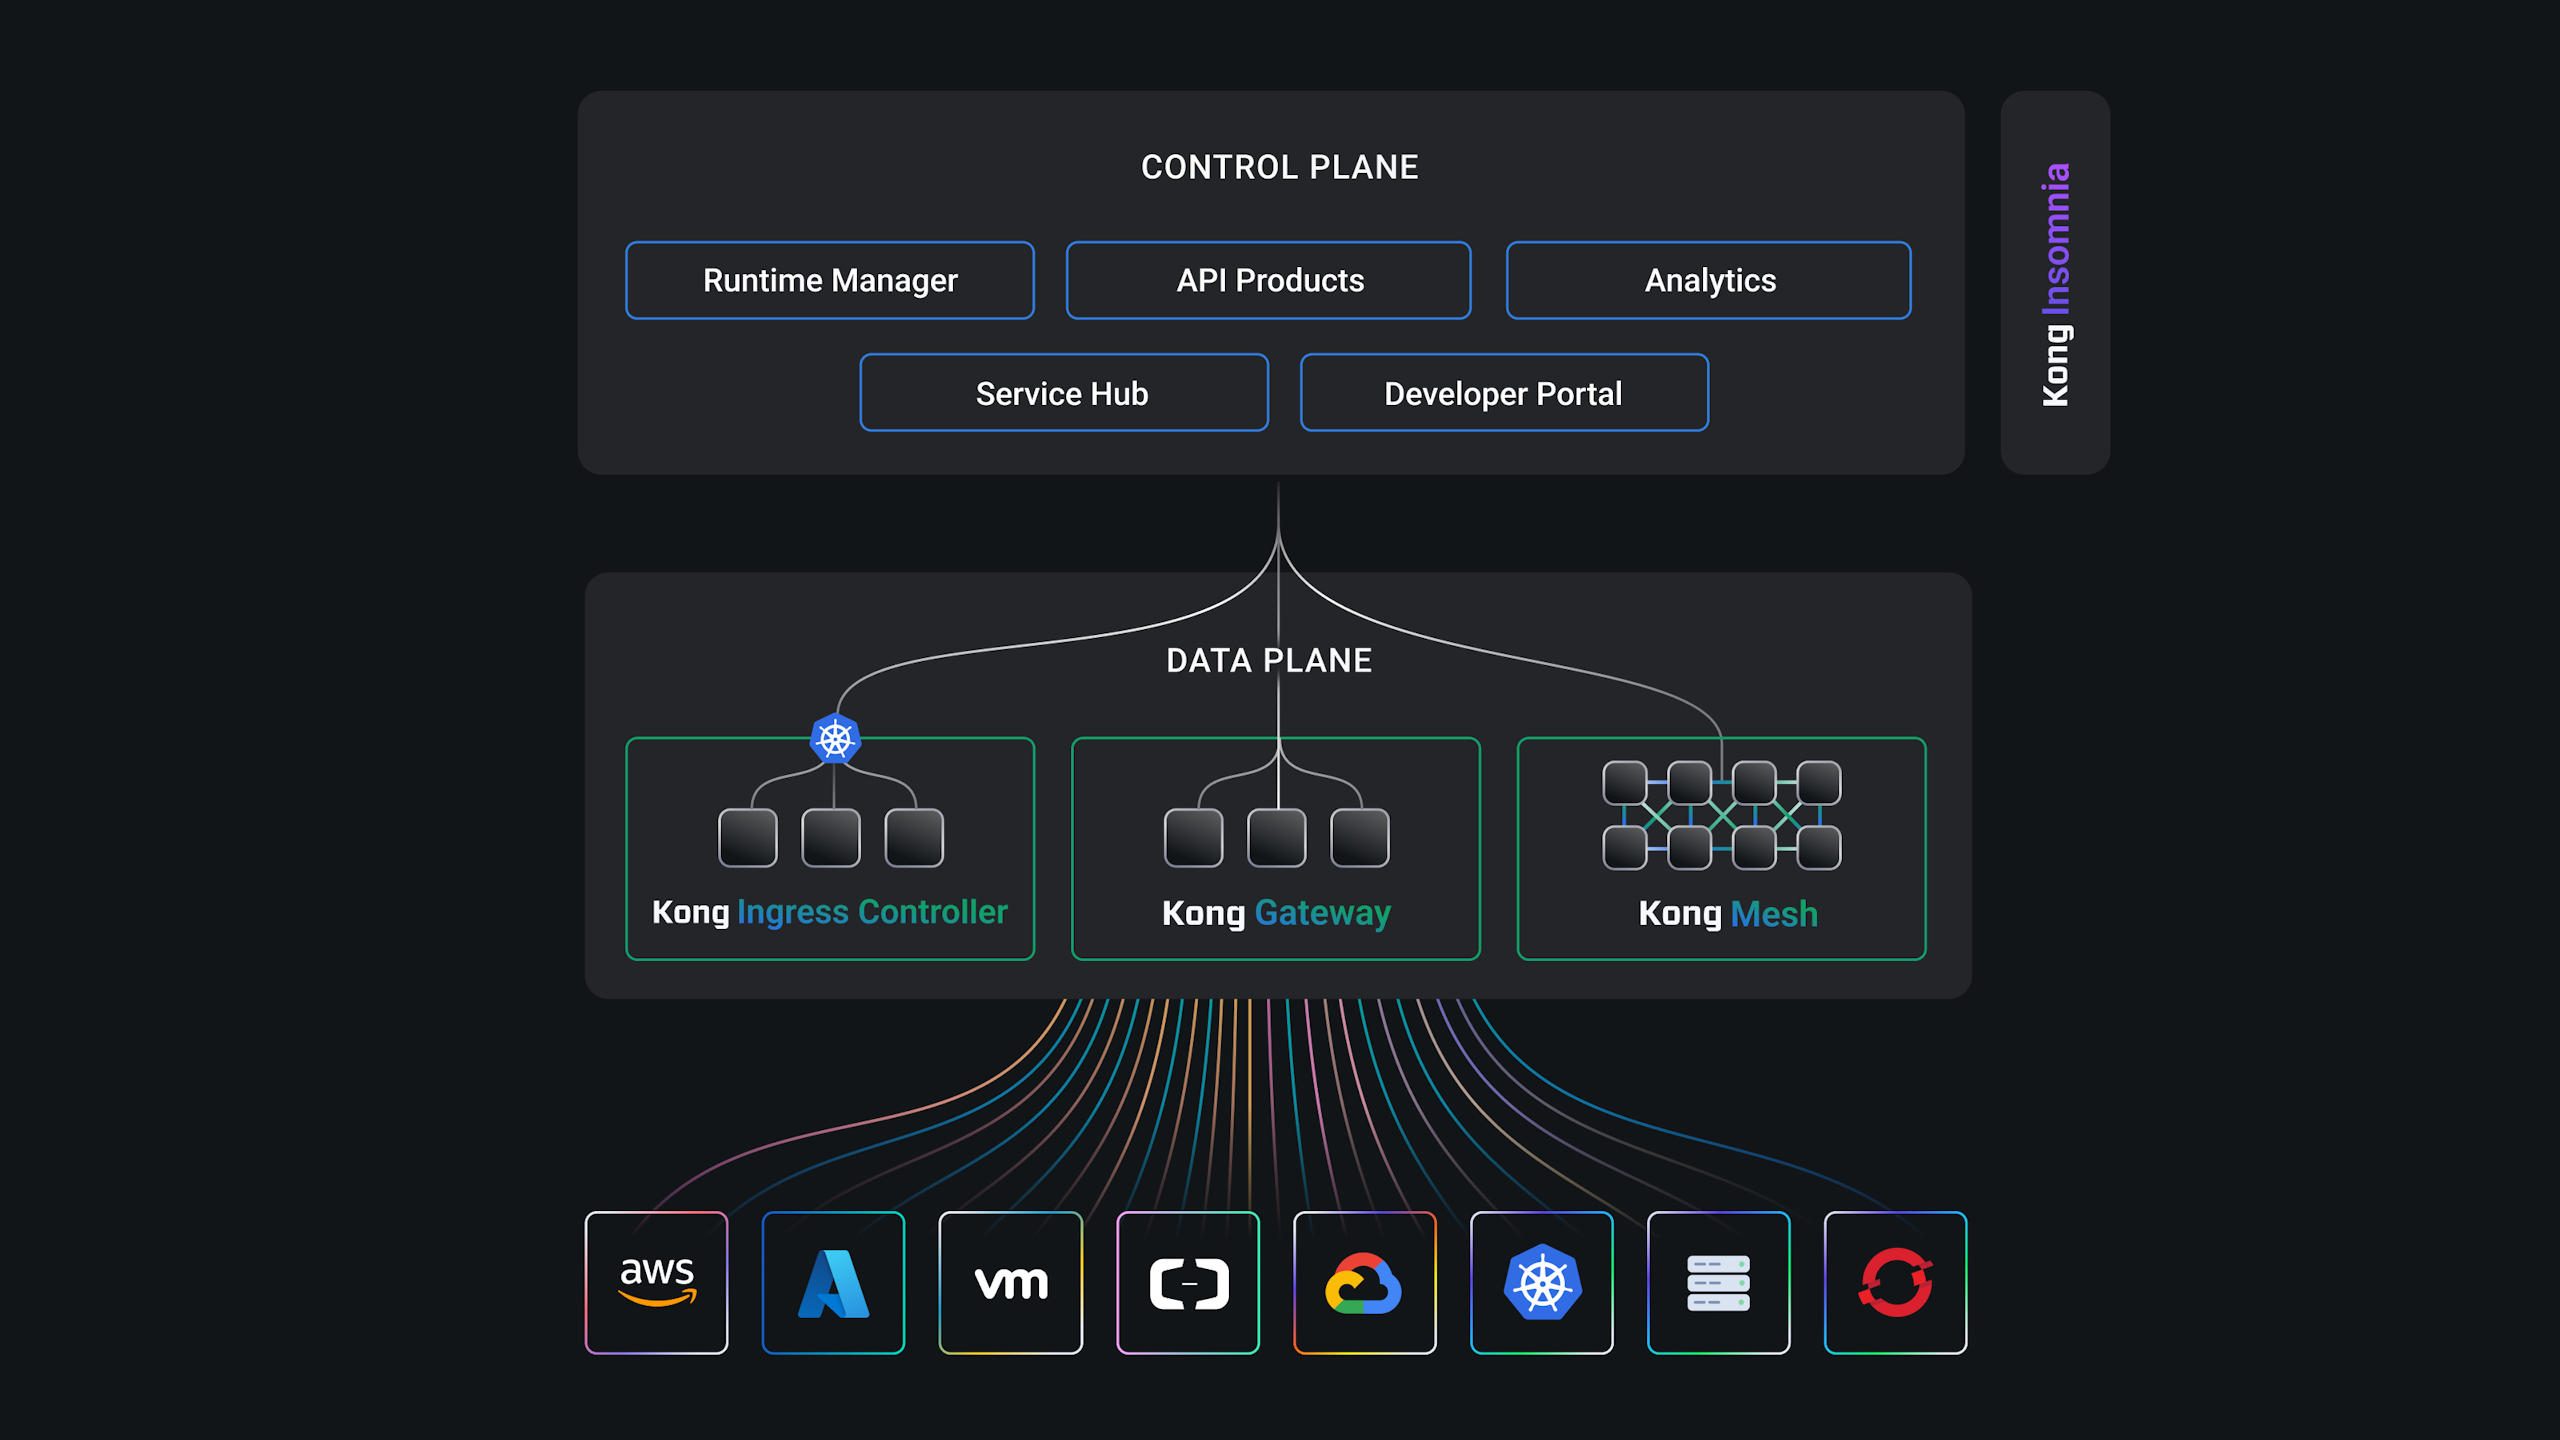 CONTROL PLANE
Runtime Manager
API Products
Analytics
Service Hub
Developer Portal
Kong Insomnia
DATA PLANE
Kong Ingress Controller
Kong Gateway
Kong Mesh
aws
vm